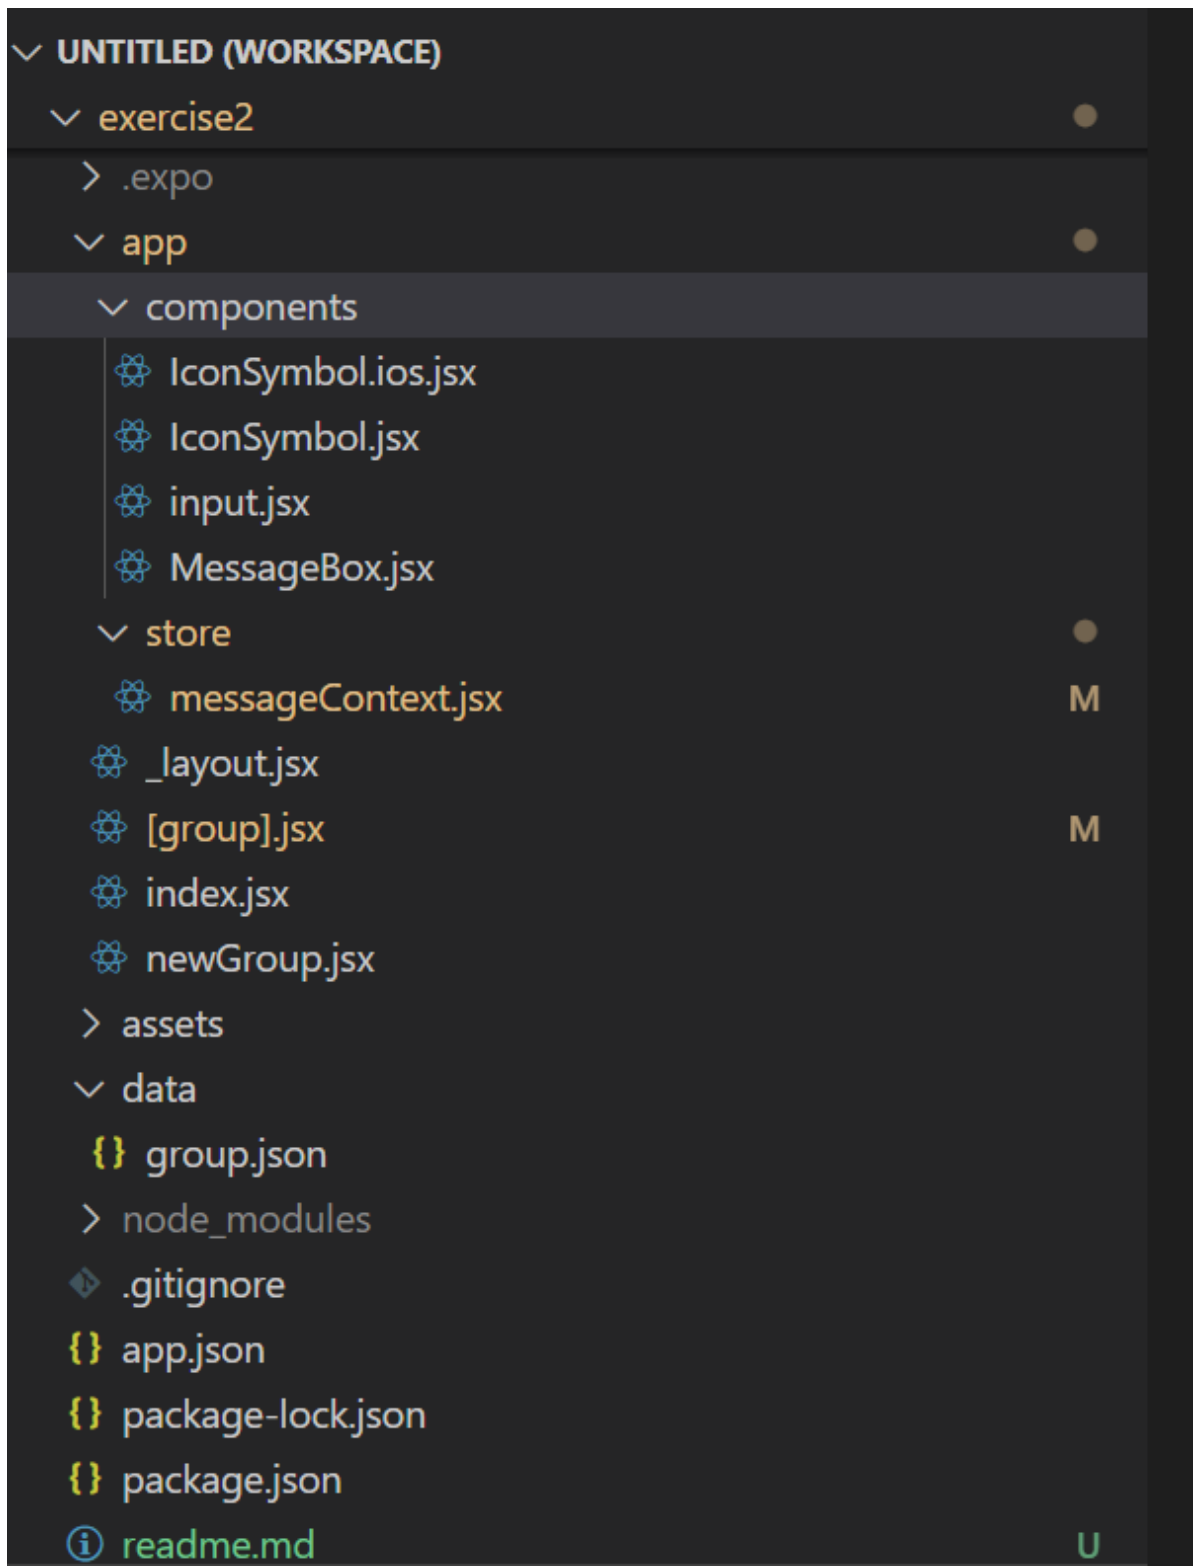 UNTITLED (WORKSPACE)
exercise2
.expo
app
components
IconSymbol.ios.jsx
IconSymbol.jsx
input.jsx
MessageBox.jsx
store
messageContext.jsx M
_layout.jsx
[group].jsx M
index.jsx
newGroup.jsx
assets
data
{} group.json
node_modules
.gitignore
{} app.json
{} package-lock.json
{} package.json
readme.md U